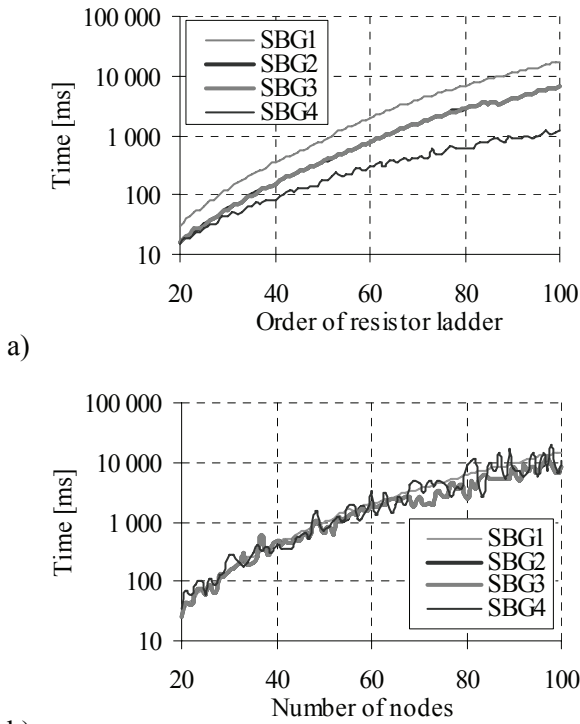 100 000
10 000
1 000
100
10
Time [ms]
SBG1
SBG2
SBG3
SBG4
20 40 60 80 100
Order of resistor ladder
a)
100 000
10 000
1 000
100
10
Time [ms]
SBG1
SBG2
SBG3
SBG4
20 40 60 80 100
Number of nodes